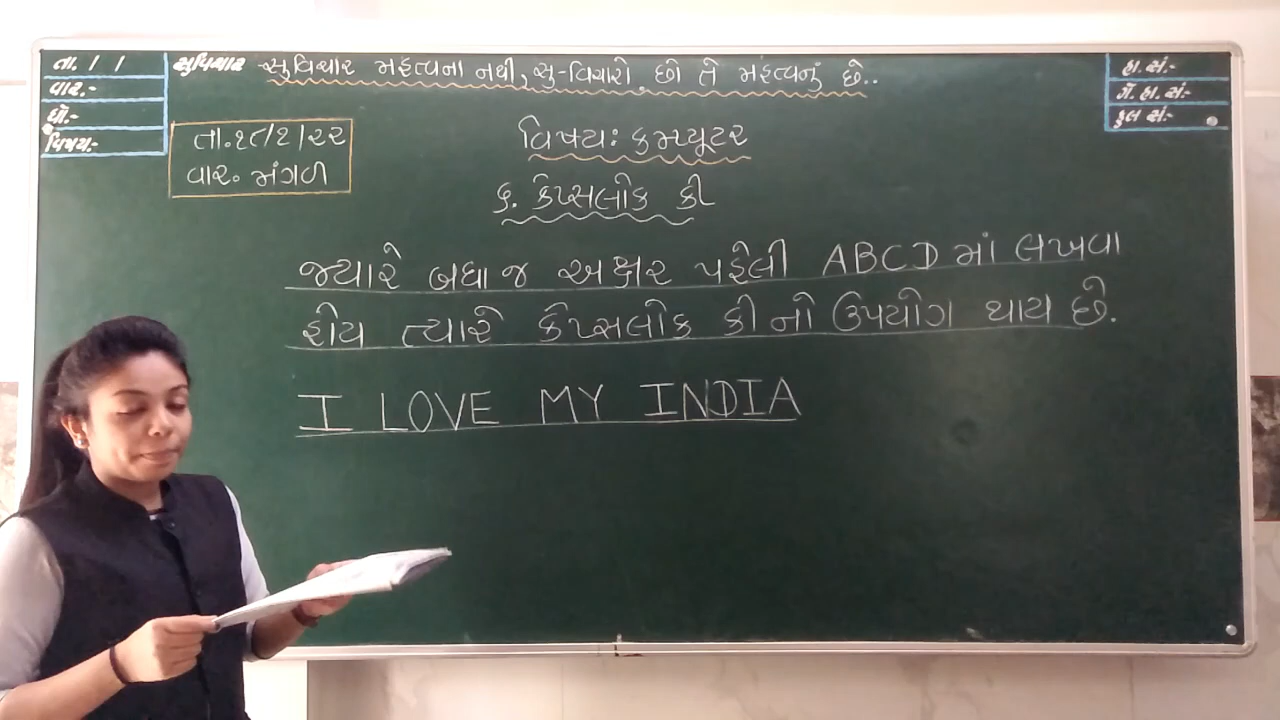 તા. / /
વાર.-
ધો.-
વિષય:-
સુવિચાર -સુવિચાર મહત્વના નથી, સુ-વિચારો છો તે મહત્વનું છે..
હા. સં.-
ગે. હા. સં.-
કુલ સં.-
તા.૧૮/૧/૨૨
વાર. મંગળ
વિષય: કમ્પ્યૂટર
૬. કેપ્સલોક કી
જ્યારે બધા જ અક્ષર પહેલી ABCD માં લખવા
હોય ત્યારે કેપ્સલોક કી નો ઉપયોગ થાય છે.
I LOVE MY INDIA